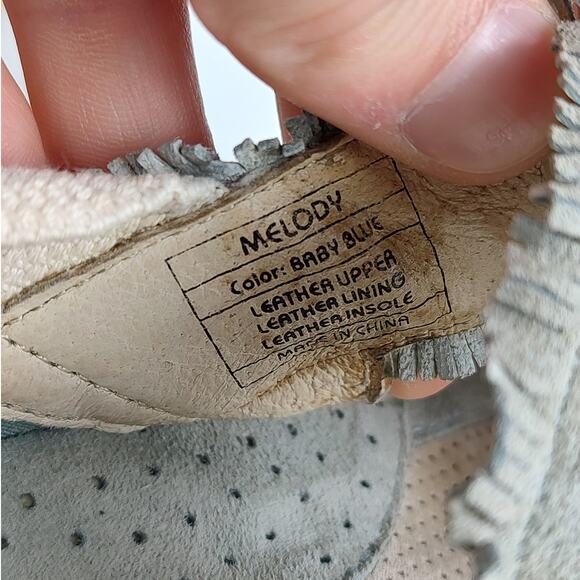 MELODY
Color: BABY BLUE
LEATHER UPPER
LEATHER LINING
LEATHER INSOLE
MADE IN CHINA